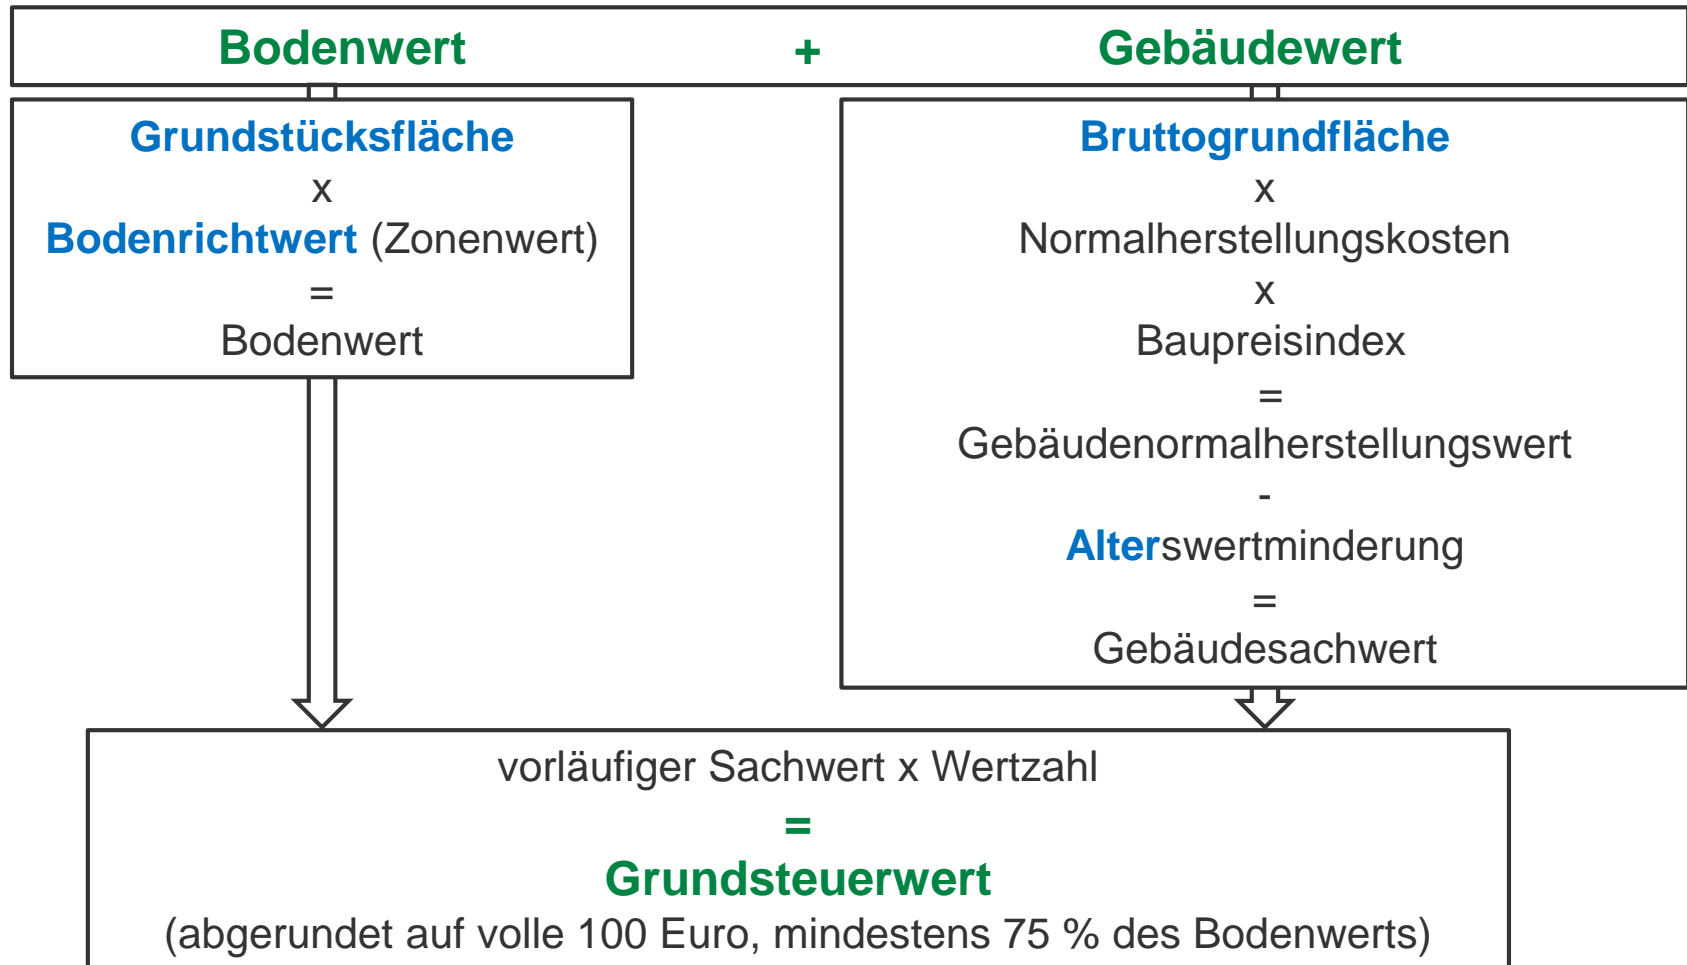 Bodenwert + Gebäudewert
Grundstücksfläche
x
Bodenrichtwert (Zonenwert)
=
Bodenwert
Bruttogrundfläche
x
Normalherstellungskosten
x
Baupreisindex
=
Gebäudenormalherstellungswert
-
Alterswertminderung
=
Gebäudesachwert
vorläufiger Sachwert x Wertzahl
=
Grundsteuerwert
(abgerundet auf volle 100 Euro, mindestens 75 % des Bodenwerts)